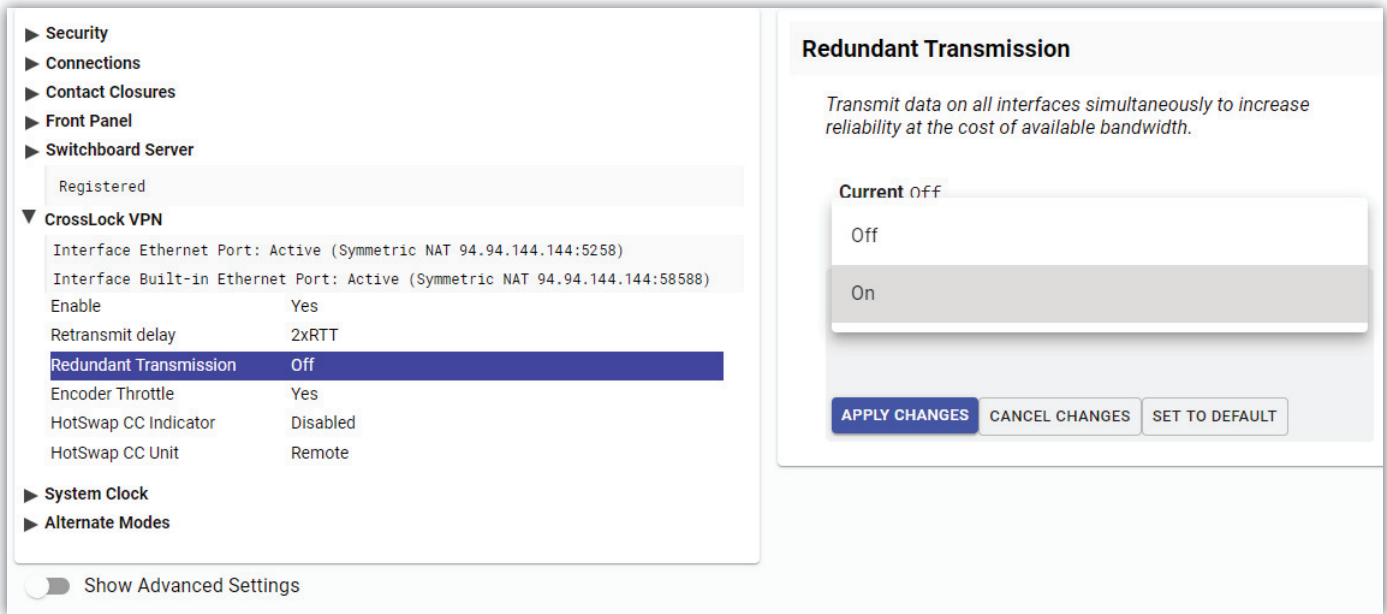 Security
Connections
Contact Closures
Front Panel
Switchboard Server
Registered
CrossLock VPN
Interface Ethernet Port: Active (Symmetric NAT 94.94.144.144:5258)
Interface Built-in Ethernet Port: Active (Symmetric NAT 94.94.144.144:58588)
Enable Yes
Retransmit delay 2xRTT
Redundant Transmission Off
Encoder Throttle Yes
HotSwap CC Indicator Disabled
HotSwap CC Unit Remote
System Clock
Alternate Modes
Show Advanced Settings
Redundant Transmission
Transmit data on all interfaces simultaneously to increase
reliability at the cost of available bandwidth.
Current Off
Off
On
APPLY CHANGES CANCEL CHANGES SET TO DEFAULT